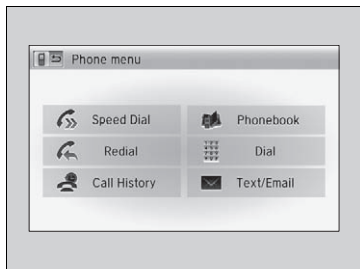 Phone menu
Speed Dial
Phonebook
Redial
Dial
Call History
Text/Email